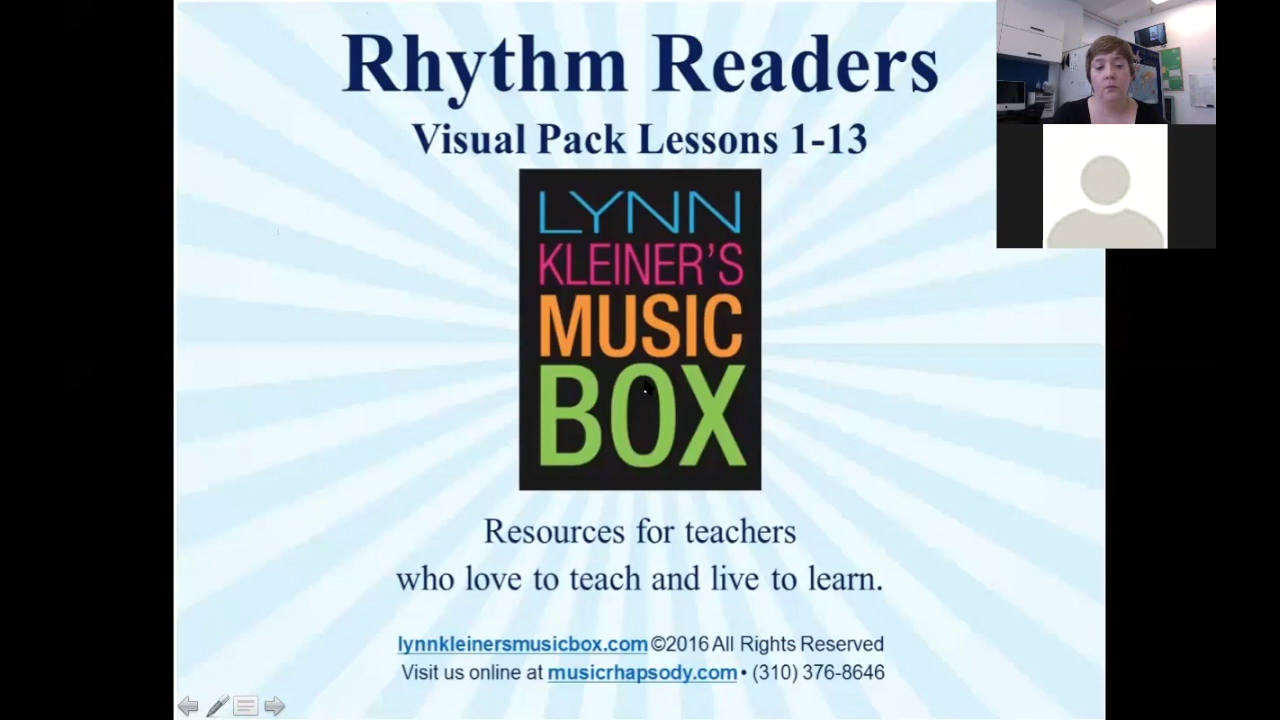 Rhythm Readers
Visual Pack Lessons 1-13
LYNN
KLEINER'S
MUSIC
BOX
Resources for teachers
who love to teach and live to learn.
lynnkleinersmusicbox.com ©2016 All Rights Reserved
Visit us online at musicrhapsody.com • (310) 376-8646